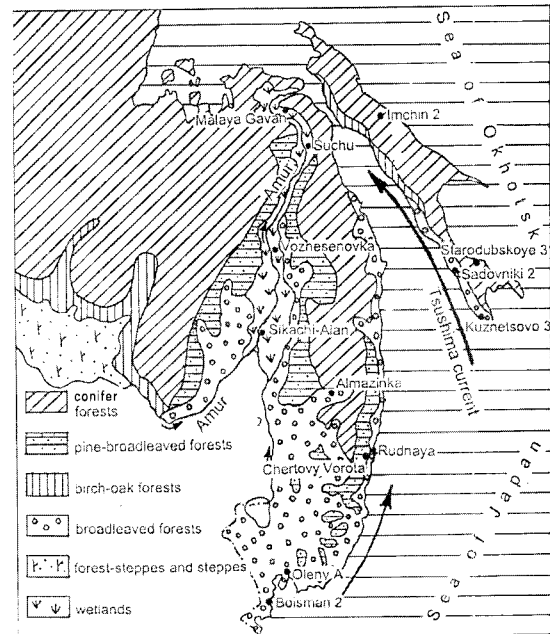 Sea of Okhotsk
Malaya Gavan
Imchin 2
Suchu
Amur
Voznesenovka
Starodubskoye 3
Sadovniki 2
Tsushima current
Kuznetsovo 3
Sikachi-Alan
conifer
forests
Almazinka
Amur
pine-broadleaved forests
Chertovy Vorota
Rudnaya
birch-oak forests
broadleaved forests
Sea of Japan
forest-steppes and steppes
Oleny A
wetlands
Boisman 2